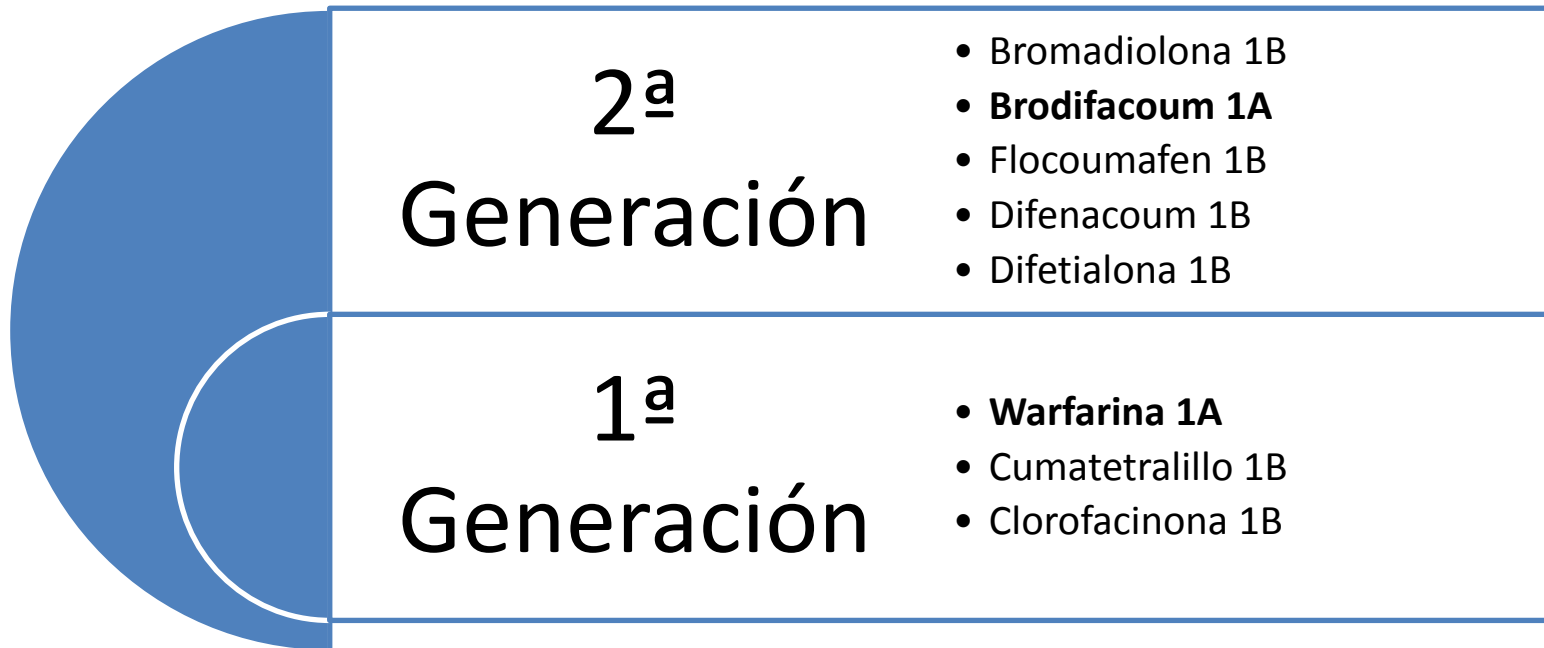 2ª
Generación
• Bromadiolona 1B
• Brodifacoum 1A
• Flocoumafen 1B
• Difenacoum 1B
• Difetialona 1B
1ª
Generación
• Warfarina 1A
• Cumatetralillo 1B
• Clorofacinona 1B